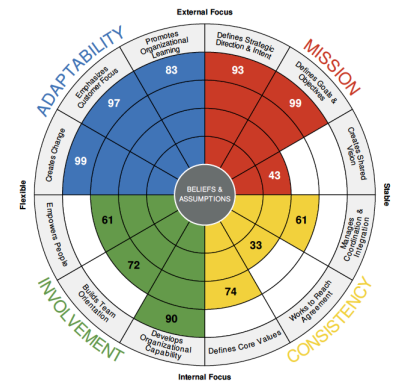 External Focus
ADAPTABILITY
MISSION
Promotes
Organizational
Learning
83
Defines Strategic
Direction & Intent
93
Emphasizes
Customer Focus
97
Defines Goals &
Objectives
99
Creates Change
99
Creates Shared
Vision
43
Flexible
BELIEFS &
ASSUMPTIONS
Stable
Empowers People
61
Manages
Coordination &
Integration
61
Builds Team
Orientation
72
Works to Reach
Agreement
33
Develops
Organizational
Capability
90
Defines Core Values
74
INVOLVEMENT
CONSISTENCY
Internal Focus